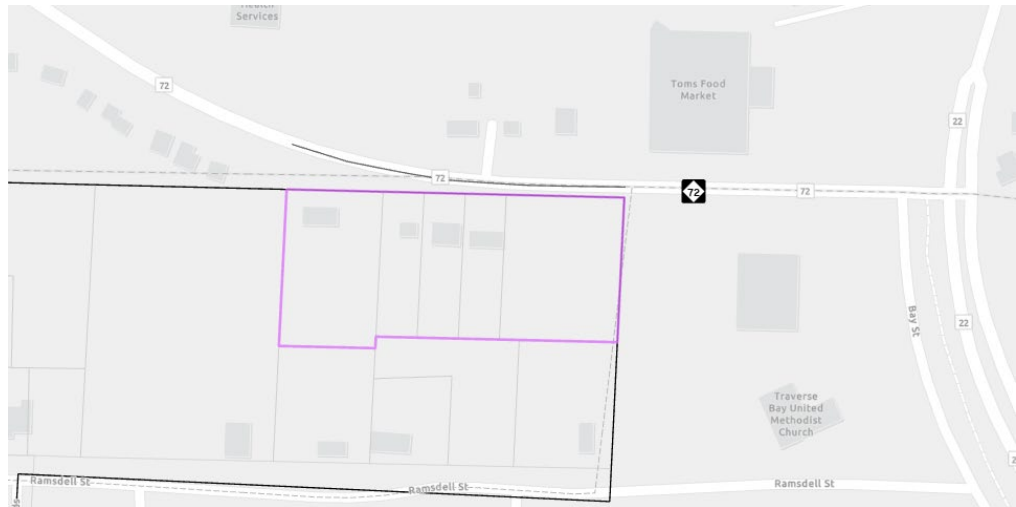 Services
72
Toms Food
Market
22
72
72
72
Bay St
22
Traverse
Bay United
Methodist
Church
Ramsdell St
Ramsdell St
Ramsdell St